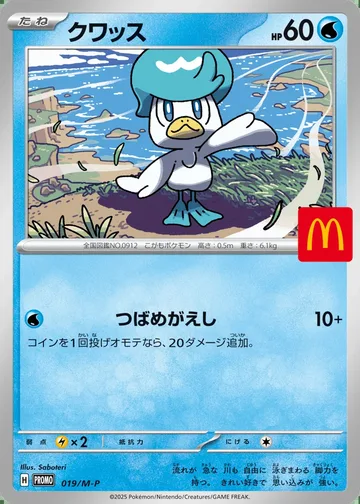 たね
クワッス
HP60
全国図鑑NO.0912 こがもポケモン 高さ:0.5m 重さ:6.1kg
つばめがえし 10+
コインを1回投げオモテなら、20ダメージ追加。
弱点 ×2 抵抗力 にげる
Illus. Saboteri
H PROMO 019/M-P
流れが 急な 川も 自由に 泳ぎまわる 脚力を
持つ。 きれい好きで 思い込みが 強い。
©2025 Pokémon/Nintendo/Creatures/GAME FREAK.